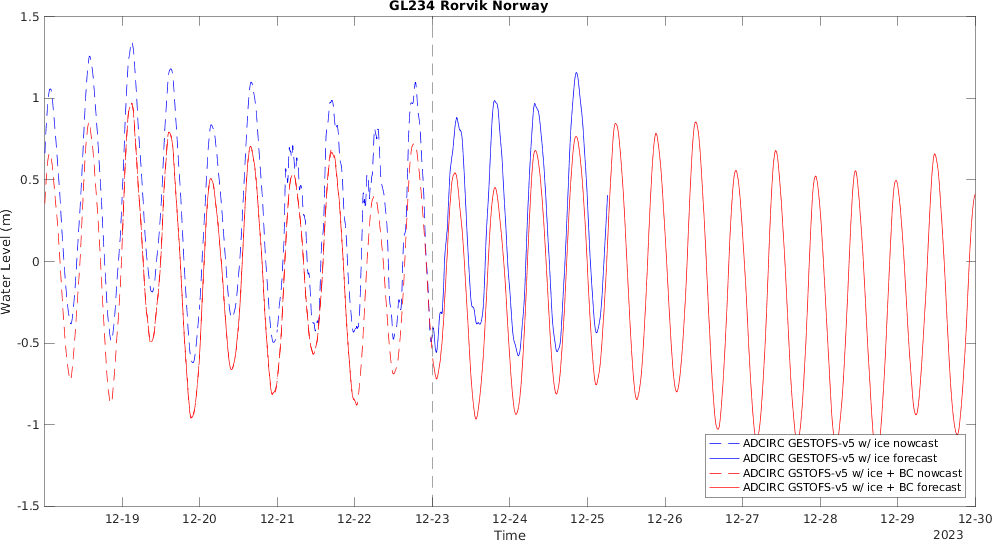 GL234 Rorvik Norway
1.5
1
0.5
0
-0.5
-1
-1.5
Water Level (m)
12-19 12-20 12-21 12-22 12-23 12-24 12-25 12-26 12-27 12-28 12-29 12-30
Time
2023
ADCIRC GESTOFS-v5 w/ ice nowcast
ADCIRC GESTOFS-v5 w/ ice forecast
ADCIRC GSTOFS-v5 w/ ice + BC nowcast
ADCIRC GSTOFS-v5 w/ ice + BC forecast